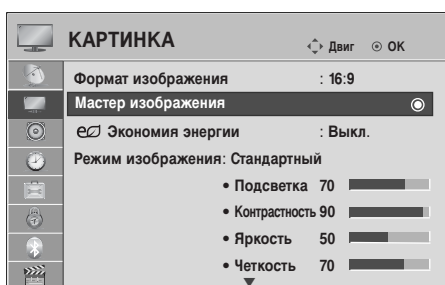 КАРТИНКА Двиг ОК
Формат изображения : 16:9
Мастер изображения
Экономия энергии : Выкл.
Режим изображения: Стандартный
• Подсветка 70
• Контрастность 90
• Яркость 50
• Четкость 70